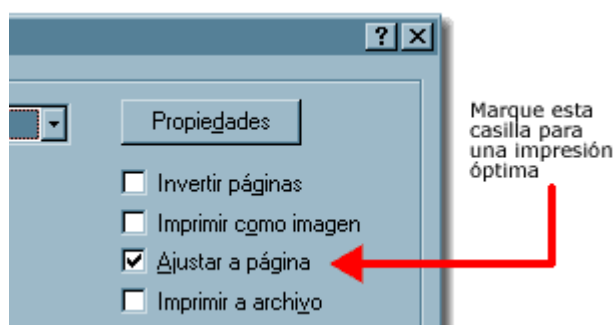 Propiedades
Marque esta
casilla para
una impresión
óptima
Invertir páginas
Imprimir como imagen
Ajustar a página
Imprimir a archivo